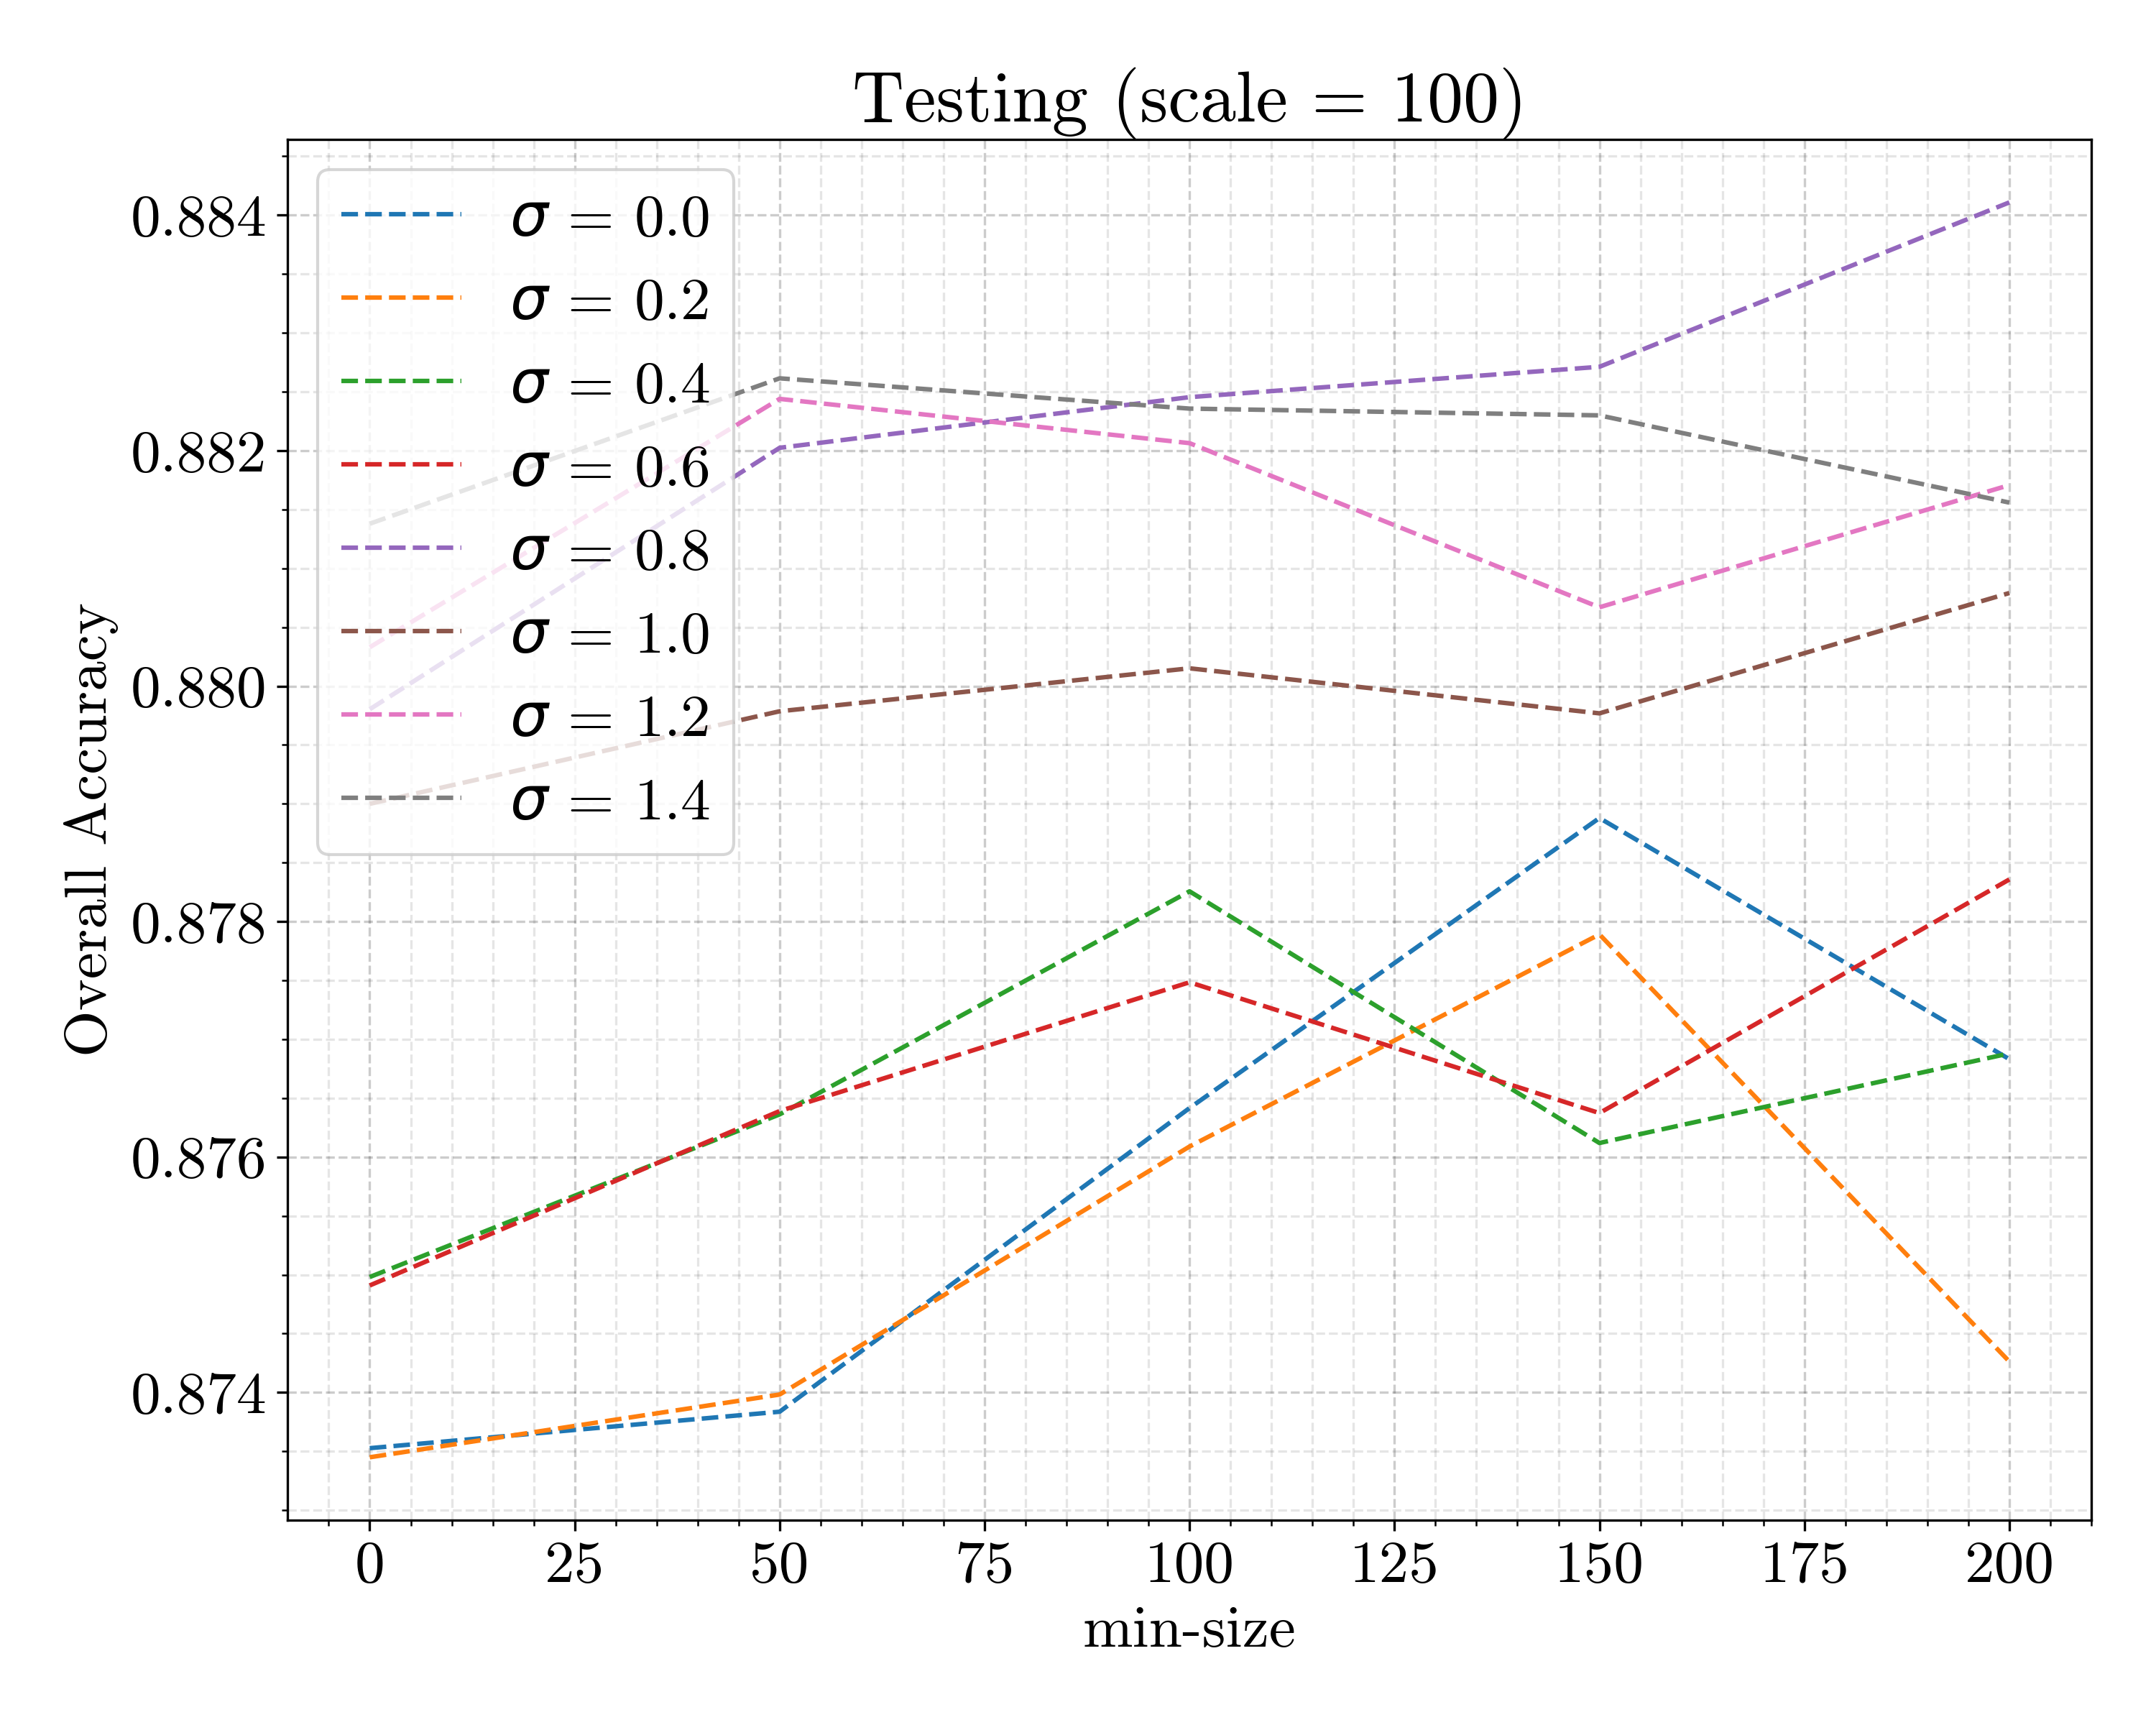 Testing (scale = 100)
0.884
0.882
0.880
0.878
0.876
0.874
Overall Accuracy
σ = 0.0
σ = 0.2
σ = 0.4
σ = 0.6
σ = 0.8
σ = 1.0
σ = 1.2
σ = 1.4
0 25 50 75 100 125 150 175 200
min-size